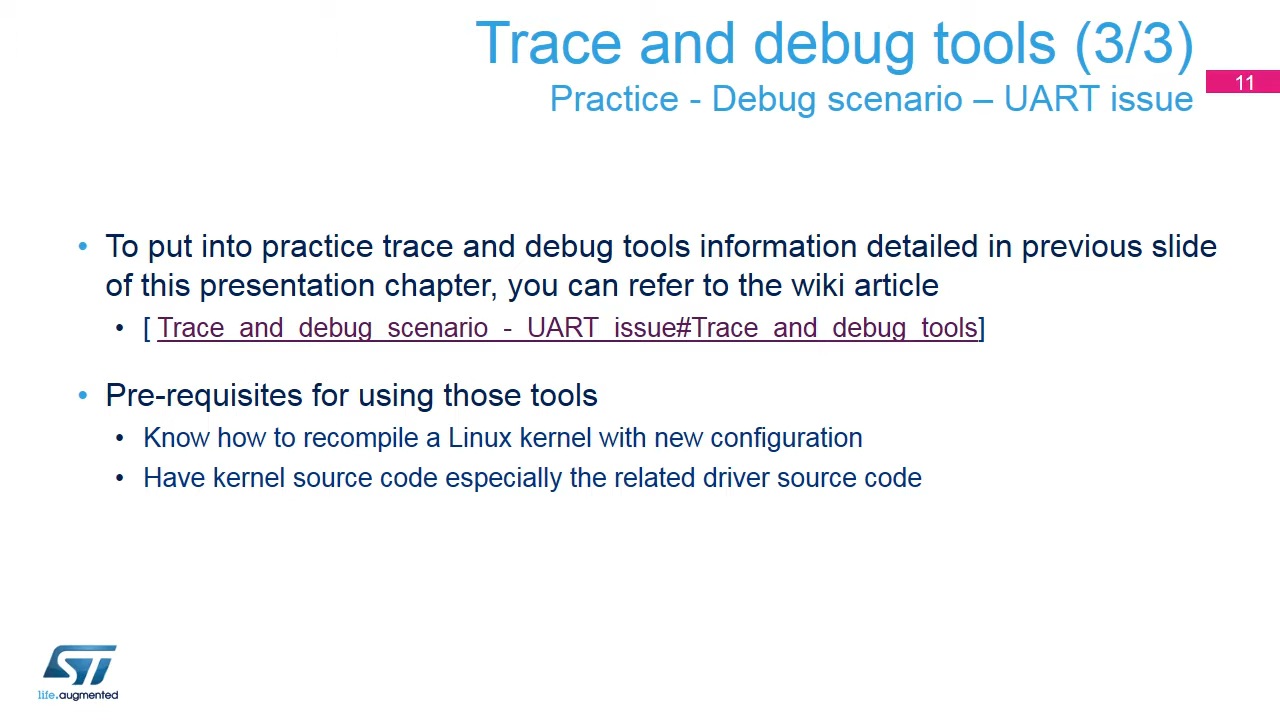 Trace and debug tools (3/3)
Practice - Debug scenario – UART issue
11
• To put into practice trace and debug tools information detailed in previous slide
of this presentation chapter, you can refer to the wiki article
• [ Trace_and_debug_scenario_-_UART_issue#Trace_and_debug_tools]
• Pre-requisites for using those tools
• Know how to recompile a Linux kernel with new configuration
• Have kernel source code especially the related driver source code
ST
life.augmented